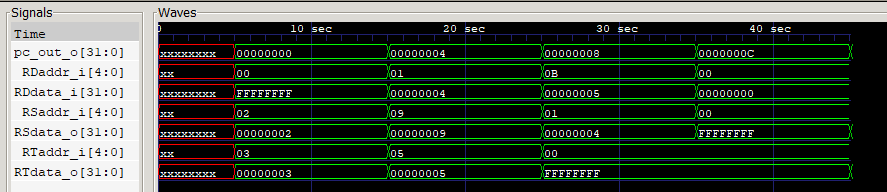 Signals
Waves
Time
0 10 sec 20 sec 30 sec 40 sec
pc_out_o[31:0] xxxxxxxx 00000000 00000004 00000008 0000000C
RDaddr_i[4:0] xx 00 01 0B 00
RDdata_i[31:0] xxxxxxxx FFFFFFFF 00000004 00000005 00000000
RSaddr_i[4:0] xx 02 09 01 00
RSdata_o[31:0] xxxxxxxx 00000002 00000009 00000004 FFFFFFFF
RTaddr_i[4:0] xx 03 05 00
RTdata_o[31:0] xxxxxxxx 00000003 00000005 FFFFFFFF